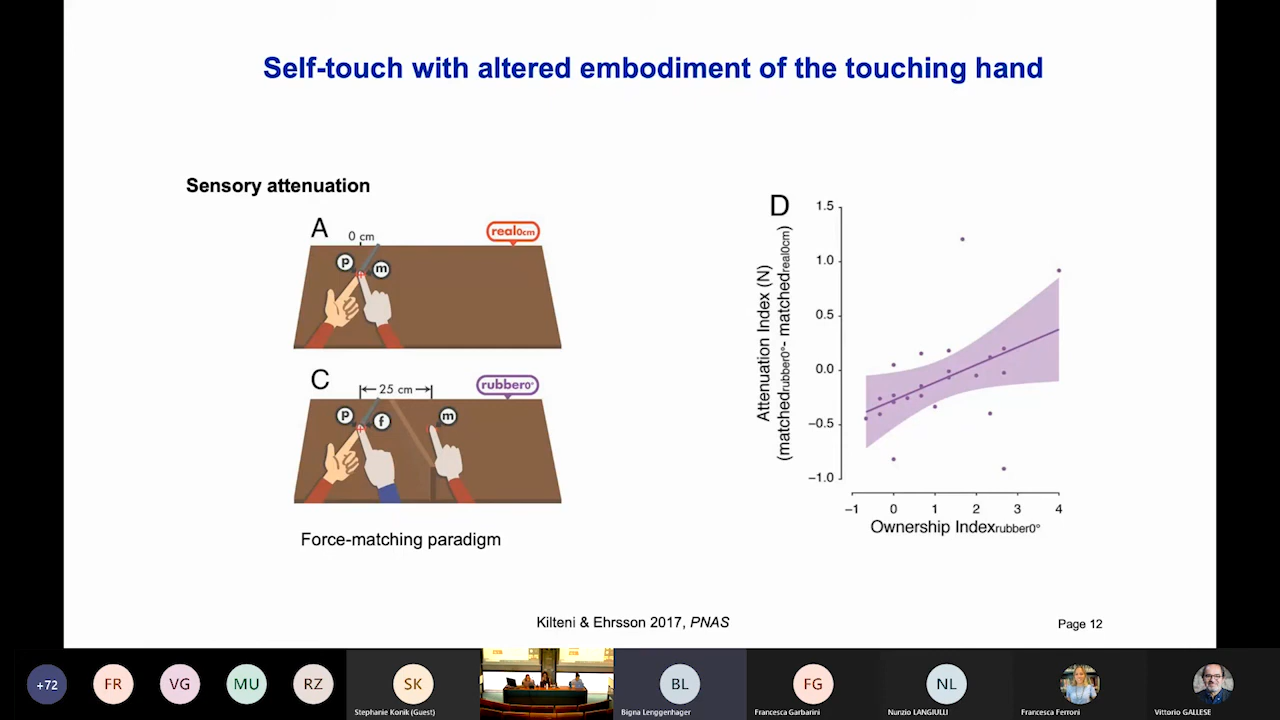 Self-touch with altered embodiment of the touching hand
Sensory attenuation
A
0 cm
real0cm
p
m
C
25 cm
rubber0°
p
f
m
Force-matching paradigm
D
Attenuation Index (N)
(matchedrubber0°- matchedreal0cm)
1.5
1.0
0.5
0.0
−0.5
−1.0
−1 0 1 2 3 4
Ownership Indexrubber0°
Kilteni & Ehrsson 2017, PNAS
Page 12
+72
FR
VG
MU
RZ
SK
Stephanie Konik (Guest)
BL
Bigna Lenggenhager
FG
Francesca Garbarini
NL
Nunzio LANGIULLI
Francesca Ferroni
Vittorio GALLESE